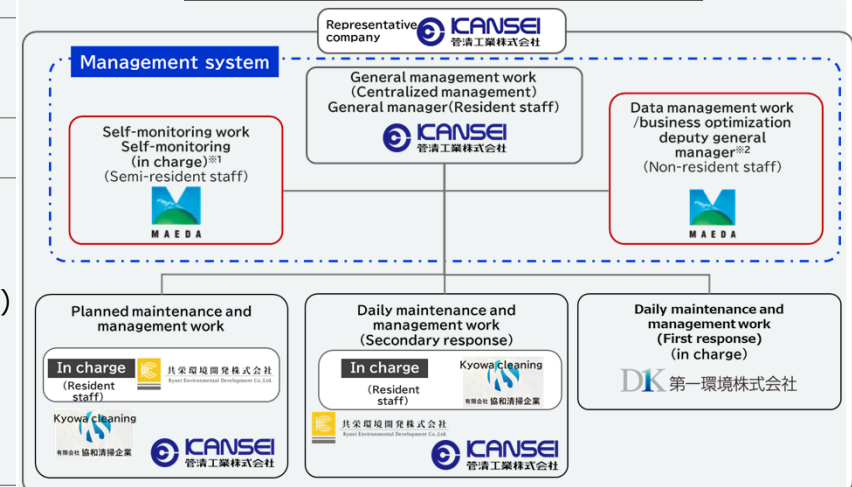 Representative
company
KANSEI
管清工業株式会社
Management system
General management work
(Centralized management)
General manager(Resident staff)
KANSEI
管清工業株式会社
Self-monitoring work
Self-monitoring
(in charge)※1
(Semi-resident staff)
MAEDA
Data management work
/business optimization
deputy general
manager※2
(Non-resident staff)
MAEDA
)
Planned maintenance and
management work
In charge
(Resident
staff)
共栄環境開発株式会社
Kyoei Environmental Development Co.,Ltd.
Kyowa cleaning
有限会社 協和清掃企業
KANSEI
管清工業株式会社
Daily maintenance and
management work
(Secondary response)
In charge
(Resident
staff)
Kyowa cleaning
有限会社 協和清掃企業
共栄環境開発株式会社
Kyoei Environmental Development Co.,Ltd.
KANSEI
管清工業株式会社
Daily maintenance and
management work
(First response)
(in charge)
DK 第一環境株式会社